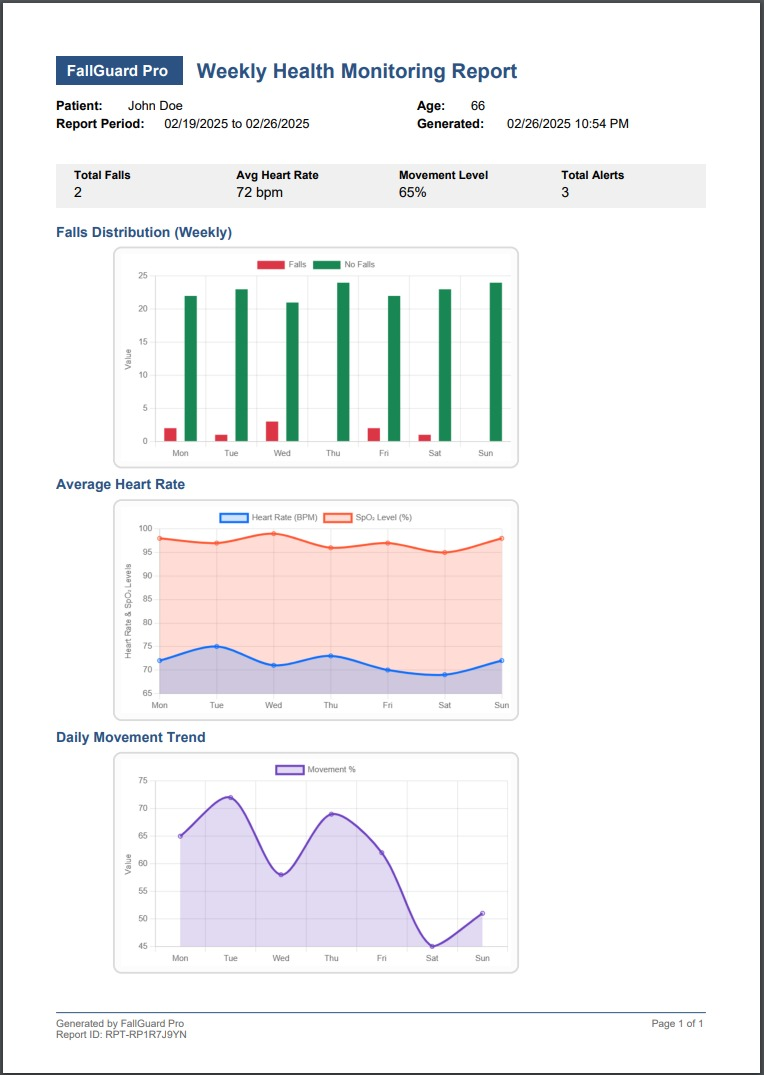 FallGuard Pro Weekly Health Monitoring Report
Patient: John Doe Age: 66
Report Period: 02/19/2025 to 02/26/2025 Generated: 02/26/2025 10:54 PM
Total Falls Avg Heart Rate Movement Level Total Alerts
2 72 bpm 65% 3
Falls Distribution (Weekly)
Falls No Falls
25
20
15
10
5
0
Value
Mon Tue Wed Thu Fri Sat Sun
Average Heart Rate
Heart Rate (BPM) SpO₂ Level (%)
100
95
90
85
80
75
70
65
Heart Rate & SpO₂ Levels
Mon Tue Wed Thu Fri Sat Sun
Daily Movement Trend
Movement %
75
70
65
60
55
50
45
Value
Mon Tue Wed Thu Fri Sat Sun
Generated by FallGuard Pro Page 1 of 1
Report ID: RPT-RP1R7J9YN